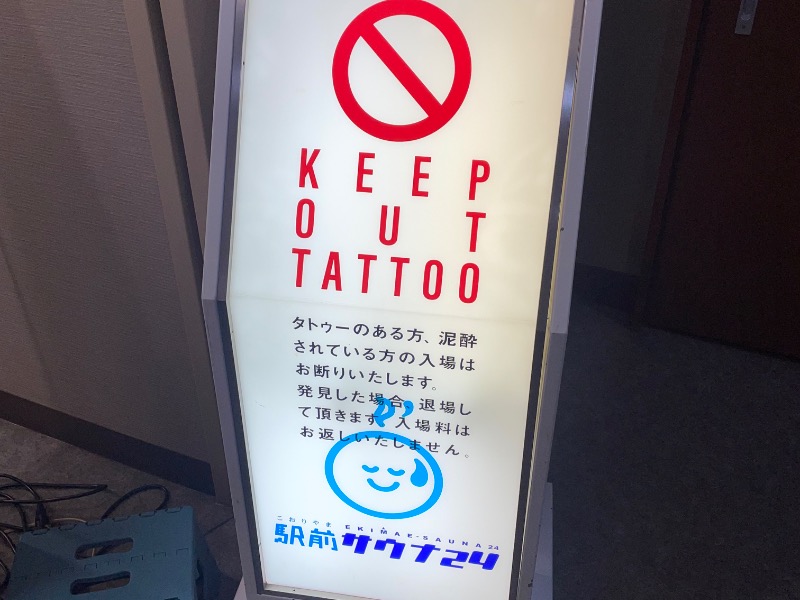 KEEP
OUT
TATTOO
タトゥーのある方、泥酔
されている方の入場は
お断りいたします。
発見した場合、退場し
て頂きます。入場料は
お返しいたしません。
こおりやま EKIMAE-SAUNA 24
駅前サウナ24